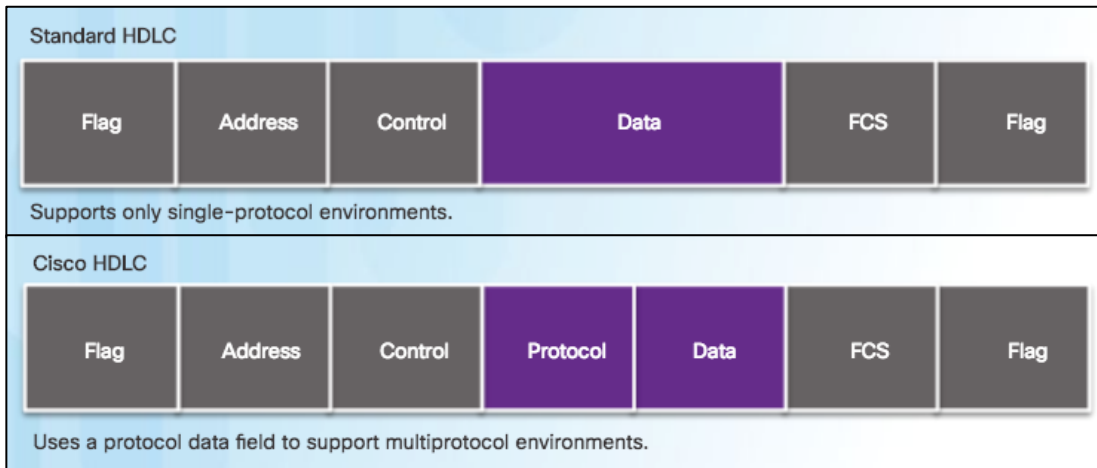 Standard HDLC
Flag Address Control Data FCS Flag
Supports only single-protocol environments.
Cisco HDLC
Flag Address Control Protocol Data FCS Flag
Uses a protocol data field to support multiprotocol environments.